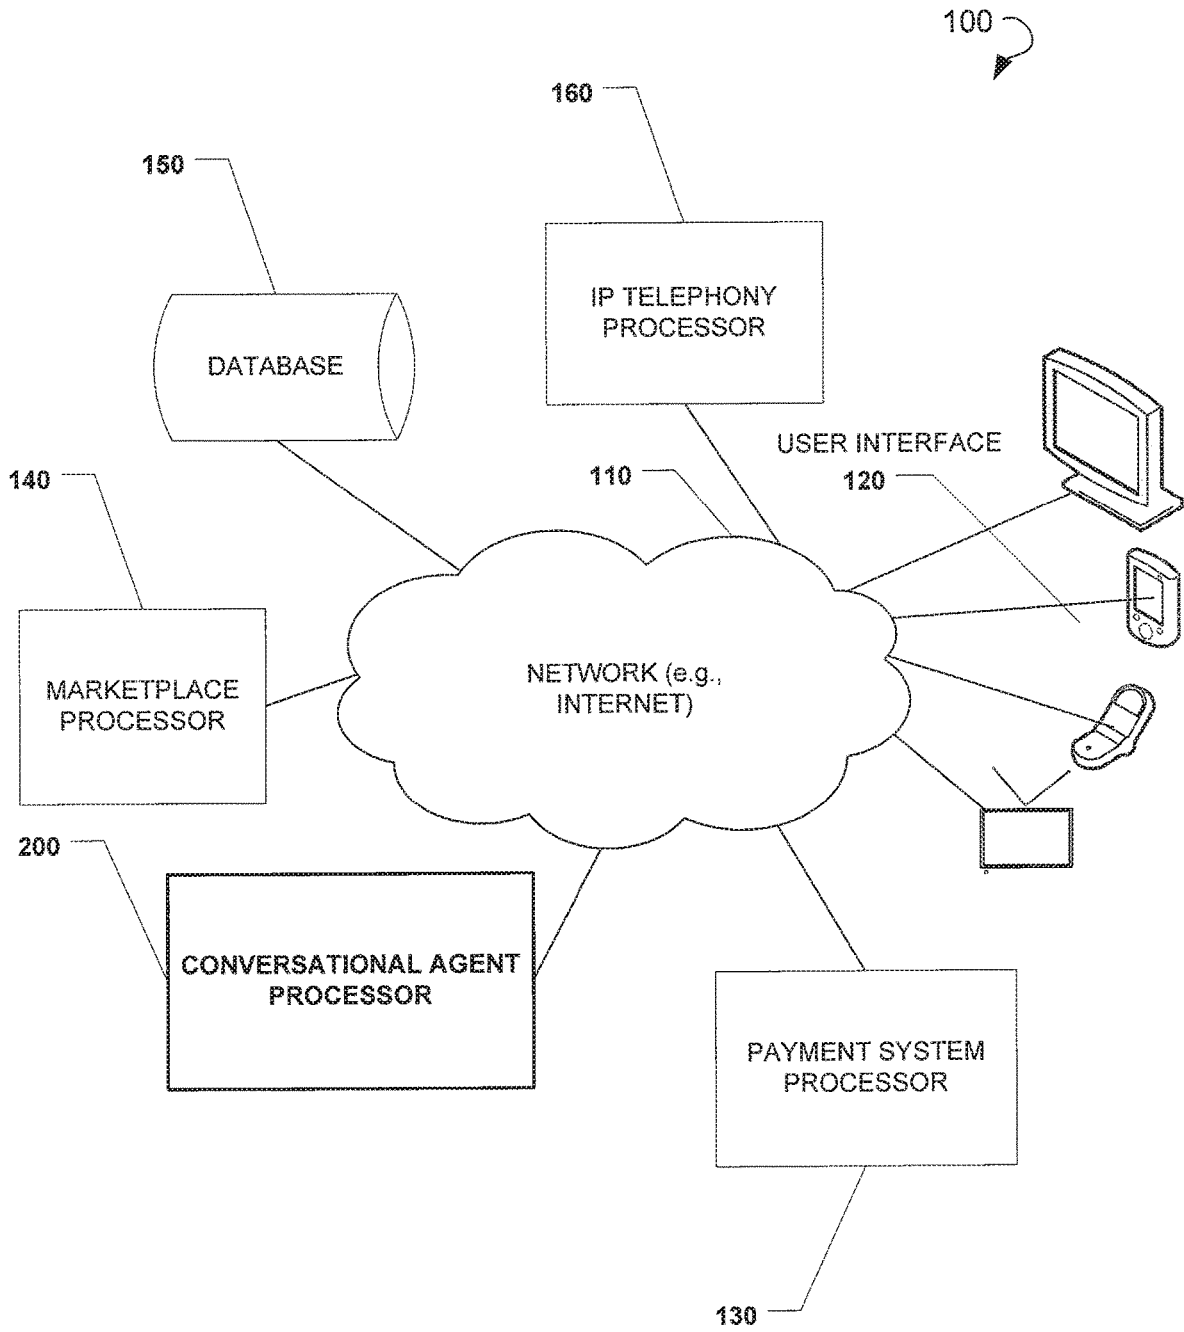 100
160
150
IP TELEPHONY
PROCESSOR
DATABASE
USER INTERFACE
120
110
140
NETWORK (e.g.,
INTERNET)
MARKETPLACE
PROCESSOR
200
CONVERSATIONAL AGENT
PROCESSOR
PAYMENT SYSTEM
PROCESSOR
130